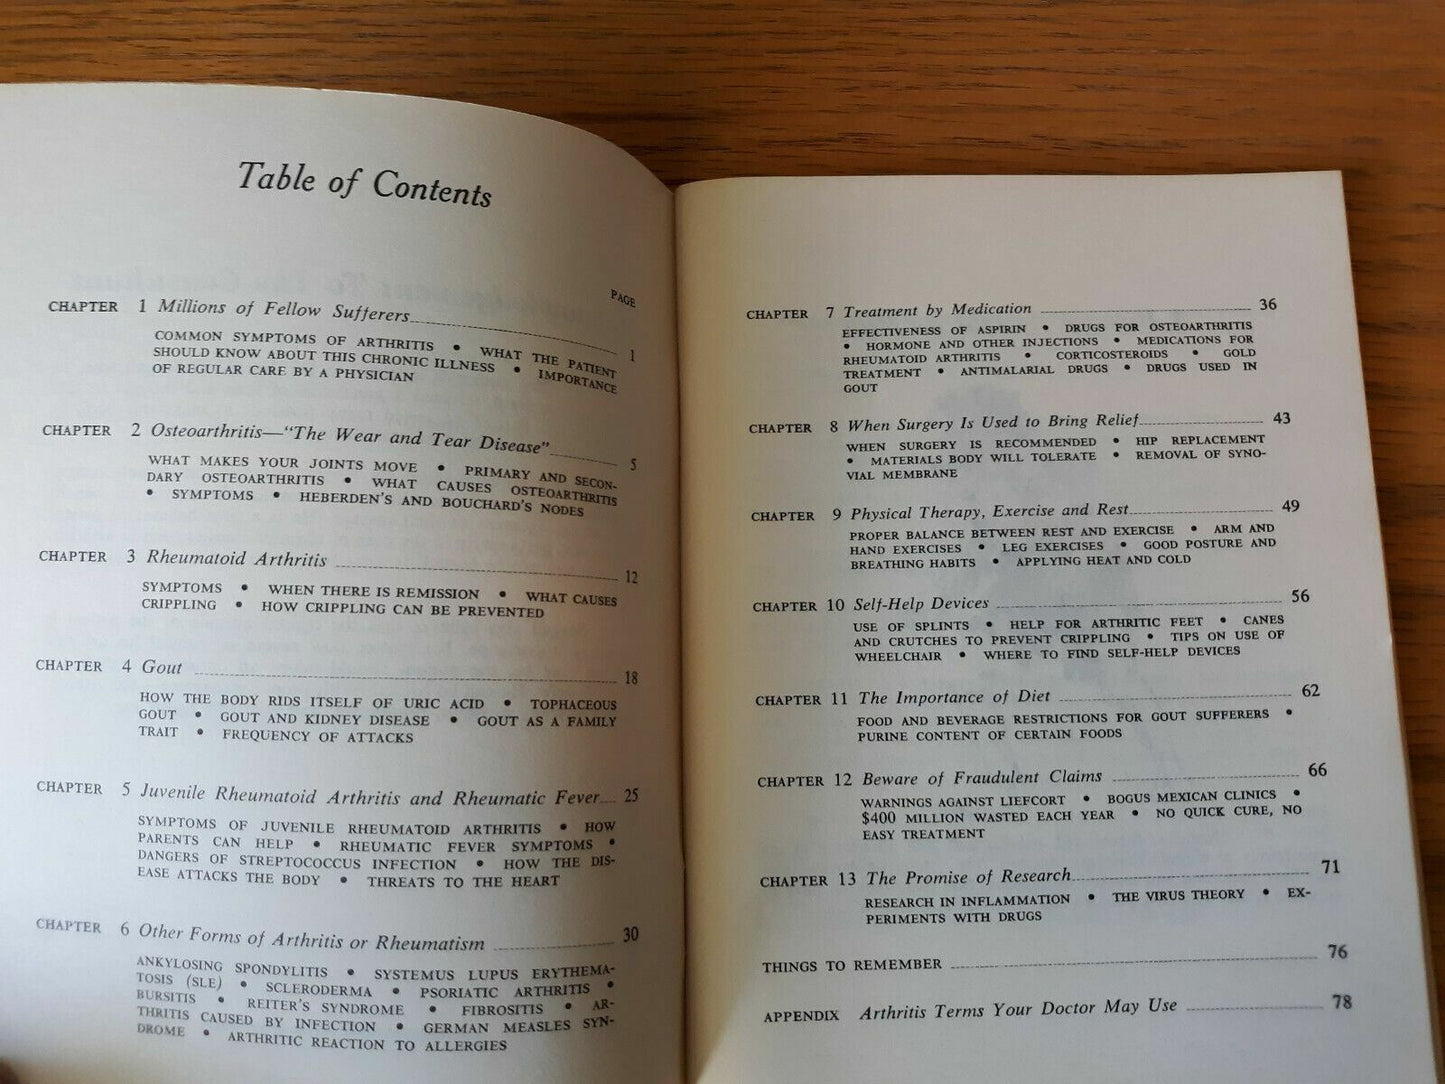 Table of Contents
PAGE
CHAPTER 1 Millions of Fellow Sufferers 1
COMMON SYMPTOMS OF ARTHRITIS • WHAT THE PATIENT
SHOULD KNOW ABOUT THIS CHRONIC ILLNESS • IMPORTANCE
OF REGULAR CARE BY A PHYSICIAN
CHAPTER 2 Osteoarthritis—"The Wear and Tear Disease" 5
WHAT MAKES YOUR JOINTS MOVE • PRIMARY AND SECON-
DARY OSTEOARTHRITIS • WHAT CAUSES OSTEOARTHRITIS
• SYMPTOMS • HEBERDEN'S AND BOUCHARD'S NODES
CHAPTER 3 Rheumatoid Arthritis 12
SYMPTOMS • WHEN THERE IS REMISSION • WHAT CAUSES
CRIPPLING • HOW CRIPPLING CAN BE PREVENTED
CHAPTER 4 Gout 18
HOW THE BODY RIDS ITSELF OF URIC ACID • TOPHACEOUS
GOUT • GOUT AND KIDNEY DISEASE • GOUT AS A FAMILY
TRAIT • FREQUENCY OF ATTACKS
CHAPTER 5 Juvenile Rheumatoid Arthritis and Rheumatic Fever 25
SYMPTOMS OF JUVENILE RHEUMATOID ARTHRITIS • HOW
PARENTS CAN HELP • RHEUMATIC FEVER SYMPTOMS •
DANGERS OF STREPTOCOCCUS INFECTION • HOW THE DIS-
EASE ATTACKS THE BODY • THREATS TO THE HEART
CHAPTER 6 Other Forms of Arthritis or Rheumatism 30
ANKYLOSING SPONDYLITIS • SYSTEMUS LUPUS ERYTHEMA-
TOSIS (SLE) • SCLERODERMA • PSORIATIC ARTHRITIS •
BURSITIS • REITER'S SYNDROME • FIBROSITIS • AR-
THRITIS CAUSED BY INFECTION • GERMAN MEASLES SYN-
DROME • ARTHRITIC REACTION TO ALLERGIES
CHAPTER 7 Treatment by Medication 36
EFFECTIVENESS OF ASPIRIN • DRUGS FOR OSTEOARTHRITIS
• HORMONE AND OTHER INJECTIONS • MEDICATIONS FOR
RHEUMATOID ARTHRITIS • CORTICOSTEROIDS • GOLD
TREATMENT • ANTIMALARIAL DRUGS • DRUGS USED IN
GOUT
CHAPTER 8 When Surgery Is Used to Bring Relief 43
WHEN SURGERY IS RECOMMENDED • HIP REPLACEMENT
• MATERIALS BODY WILL TOLERATE • REMOVAL OF SYNO-
VIAL MEMBRANE
CHAPTER 9 Physical Therapy, Exercise and Rest 49
PROPER BALANCE BETWEEN REST AND EXERCISE • ARM AND
HAND EXERCISES • LEG EXERCISES • GOOD POSTURE AND
BREATHING HABITS • APPLYING HEAT AND COLD
CHAPTER 10 Self-Help Devices 56
USE OF SPLINTS • HELP FOR ARTHRITIC FEET • CANES
AND CRUTCHES TO PREVENT CRIPPLING • TIPS ON USE OF
WHEELCHAIR • WHERE TO FIND SELF-HELP DEVICES
CHAPTER 11 The Importance of Diet 62
FOOD AND BEVERAGE RESTRICTIONS FOR GOUT SUFFERERS •
PURINE CONTENT OF CERTAIN FOODS
CHAPTER 12 Beware of Fraudulent Claims 66
WARNINGS AGAINST LIEFCORT • BOGUS MEXICAN CLINICS •
$400 MILLION WASTED EACH YEAR • NO QUICK CURE, NO
EASY TREATMENT
CHAPTER 13 The Promise of Research 71
RESEARCH IN INFLAMMATION • THE VIRUS THEORY • EX-
PERIMENTS WITH DRUGS
THINGS TO REMEMBER 76
APPENDIX Arthritis Terms Your Doctor May Use 78